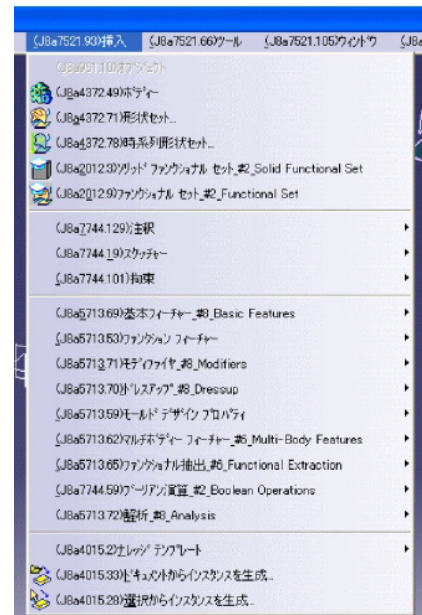 (J8a7521.93)挿入 (J8a7521.66)ツール (J8a7521.105)ウィンドウ (J8a
(J8a951.10)オブジェクト
(J8a4372.49)ボディー
(J8a4372.71)形状セット...
(J8a4372.78)時系列形状セット...
(J8a2012.3)ソリッド ファンクショナル セット_#2_Solid Functional Set
(J8a2012.9)ファンクショナル セット_#2_Functional Set
(J8a7744.129)注釈
(J8a7744.19)スケッチャー
(J8a7744.101)拘束
(J8a5713.69)基本フィーチャー_#8_Basic Features
(J8a5713.53)ファンクション フィーチャー
(J8a5713.71)モディファイヤ_#8_Modifiers
(J8a5713.70)ドレスアップ_#8_Dressup
(J8a5713.59)モールド デザイン プロパティ
(J8a5713.62)マルチボディー フィーチャー_#6_Multi-Body Features
(J8a5713.65)ファンクショナル抽出_#6_Functional Extraction
(J8a7744.59)ブーリアン演算_#2_Boolean Operations
(J8a5713.72)解析_#8_Analysis
(J8a4015.2)ナレッジ テンプレート
(J8a4015.33)ドキュメントからインスタンスを生成...
(J8a4015.28)選択からインスタンスを生成...